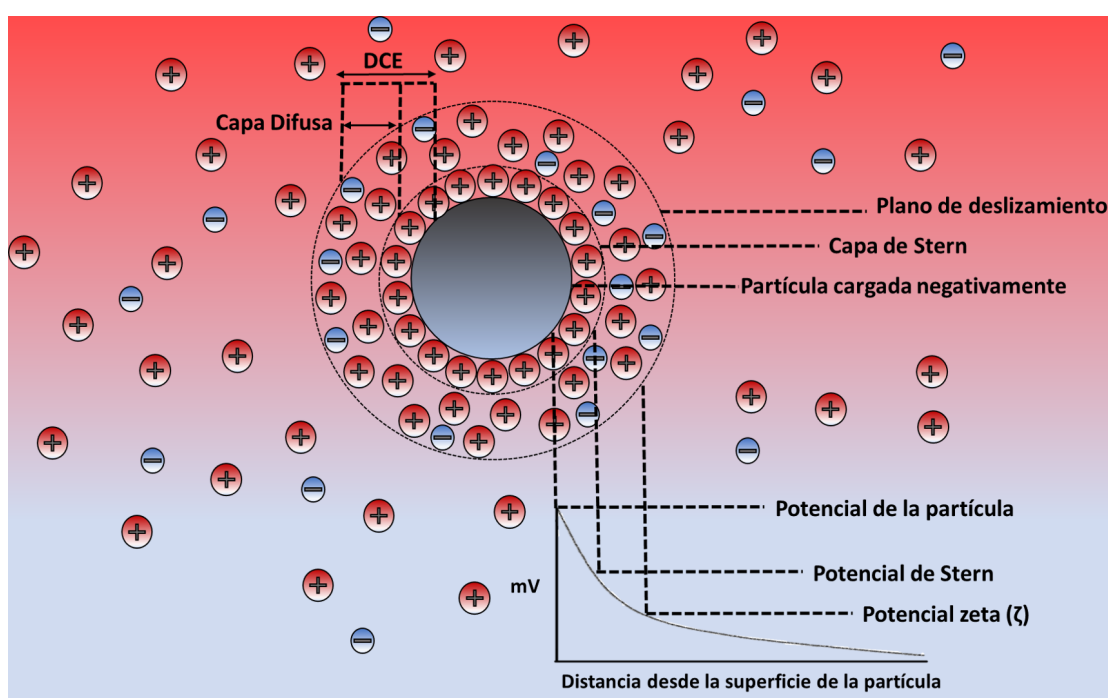 DCE
Capa Difusa
Plano de deslizamiento
Capa de Stern
Partícula cargada negativamente
Potencial de la partícula
mV
Potencial de Stern
Potencial zeta (ζ)
Distancia desde la superficie de la partícula